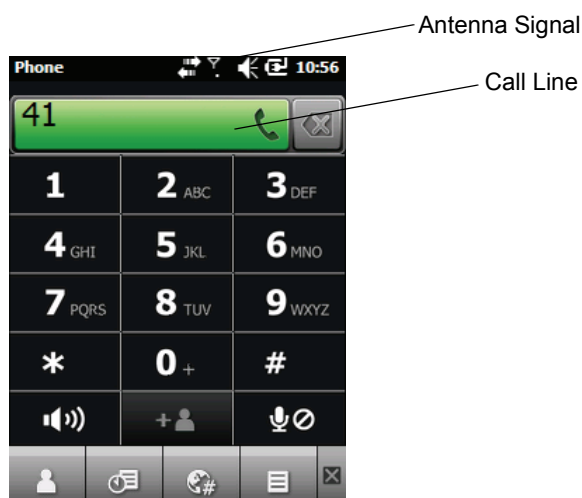 Antenna Signal
Phone 10:56
Call Line
41
1 2 ABC 3 DEF
4 GHI 5 JKL 6 MNO
7 PQRS 8 TUV 9 WXYZ
* 0 + #
+
#